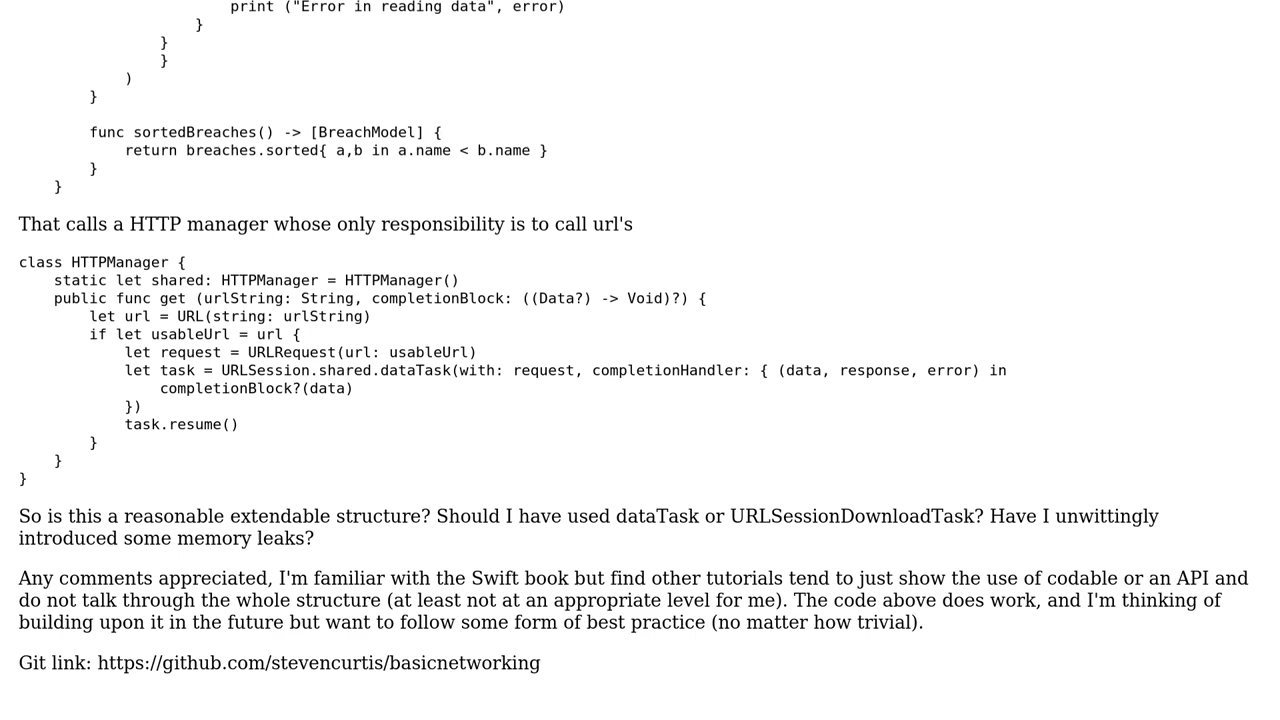 print ("Error in reading data", error)
                    }
                }
                }
            )
        }

        func sortedBreaches() -> [BreachModel] {
            return breaches.sorted{ a,b in a.name < b.name }
        }
    }
That calls a HTTP manager whose only responsibility is to call url's
class HTTPManager {
    static let shared: HTTPManager = HTTPManager()
    public func get (urlString: String, completionBlock: ((Data?) -> Void)?) {
        let url = URL(string: urlString)
        if let usableUrl = url {
            let request = URLRequest(url: usableUrl)
            let task = URLSession.shared.dataTask(with: request, completionHandler: { (data, response, error) in
                completionBlock?(data)
            })
            task.resume()
        }
    }
}
So is this a reasonable extendable structure? Should I have used dataTask or URLSessionDownloadTask? Have I unwittingly
introduced some memory leaks?
Any comments appreciated, I'm familiar with the Swift book but find other tutorials tend to just show the use of codable or an API and
do not talk through the whole structure (at least not at an appropriate level for me). The code above does work, and I'm thinking of
building upon it in the future but want to follow some form of best practice (no matter how trivial).
Git link: https://github.com/stevencurtis/basicnetworking